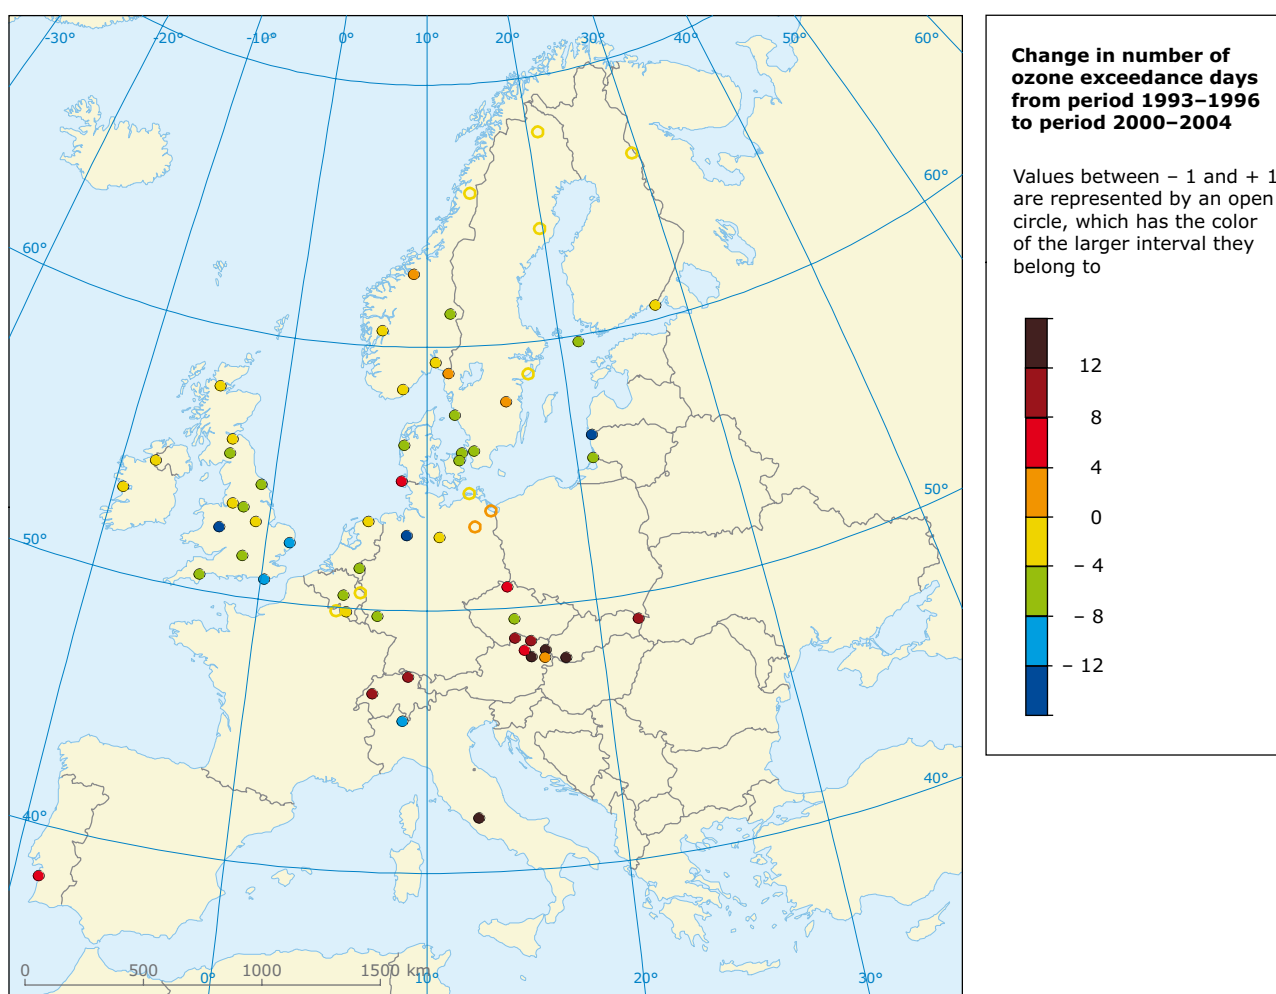 -30° -20° -10° 0° 10° 20° 30° 40° 50° 60°
60°
60°
50°
50°
40°
40°
0 500 1000 1500 km
0° 10° 20° 30°
Change in number of
ozone exceedance days
from period 1993–1996
to period 2000–2004
Values between – 1 and + 1
are represented by an open
circle, which has the color
of the larger interval they
belong to
12
8
4
0
– 4
– 8
– 12